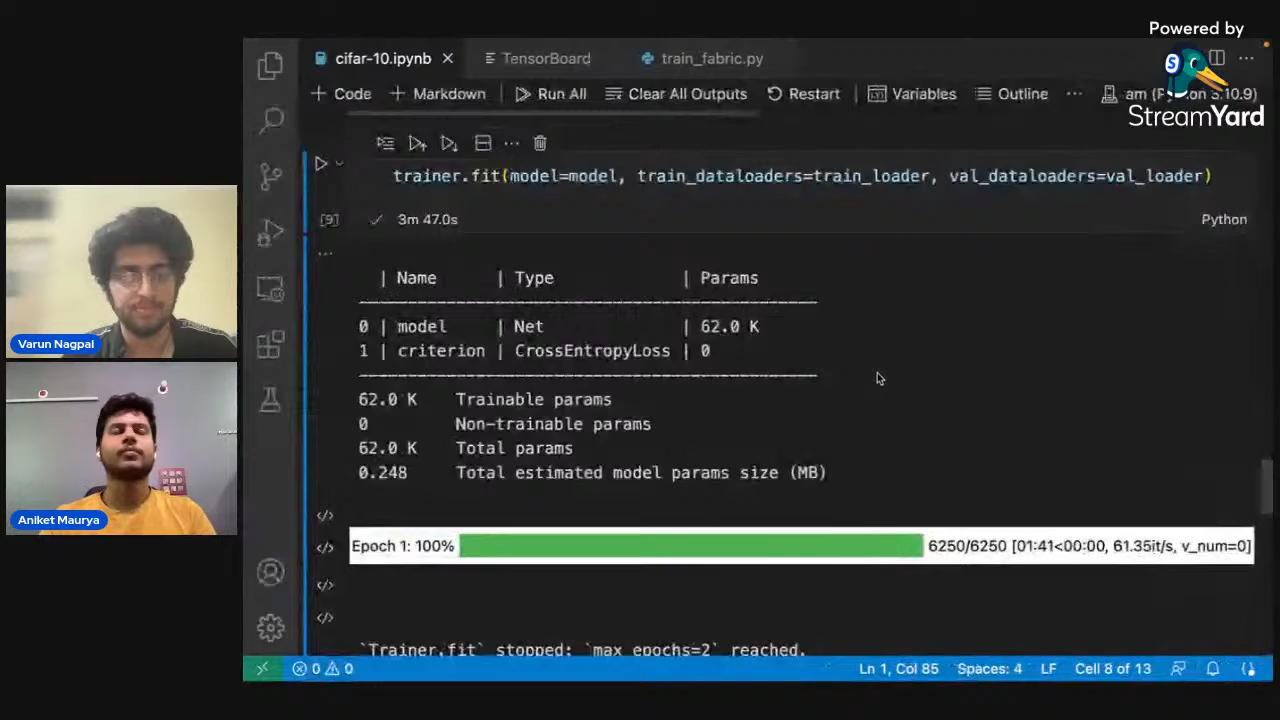 Powered by
StreamYard
cifar-10.ipynb
TensorBoard
train_fabric.py
Code
Markdown
Run All
Clear All Outputs
Restart
Variables
Outline
am (P
3.10.9)
trainer.fit(model=model, train_dataloaders=train_loader, val_dataloaders=val_loader)
[9]
3m 47.0s
Python
| Name | Type | Params
0 | model | Net | 62.0 K
1 | criterion | CrossEntropyLoss | 0
62.0 K Trainable params
0 Non-trainable params
62.0 K Total params
0.248 Total estimated model params size (MB)
Epoch 1: 100% 6250/6250 [01:41<00:00, 61.35it/s, v_num=0]
`Trainer.fit` stopped: `max_epochs=2` reached.
0
0
Ln 1, Col 85
Spaces: 4
LF
Cell 8 of 13
Varun Nagpal
Aniket Maurya